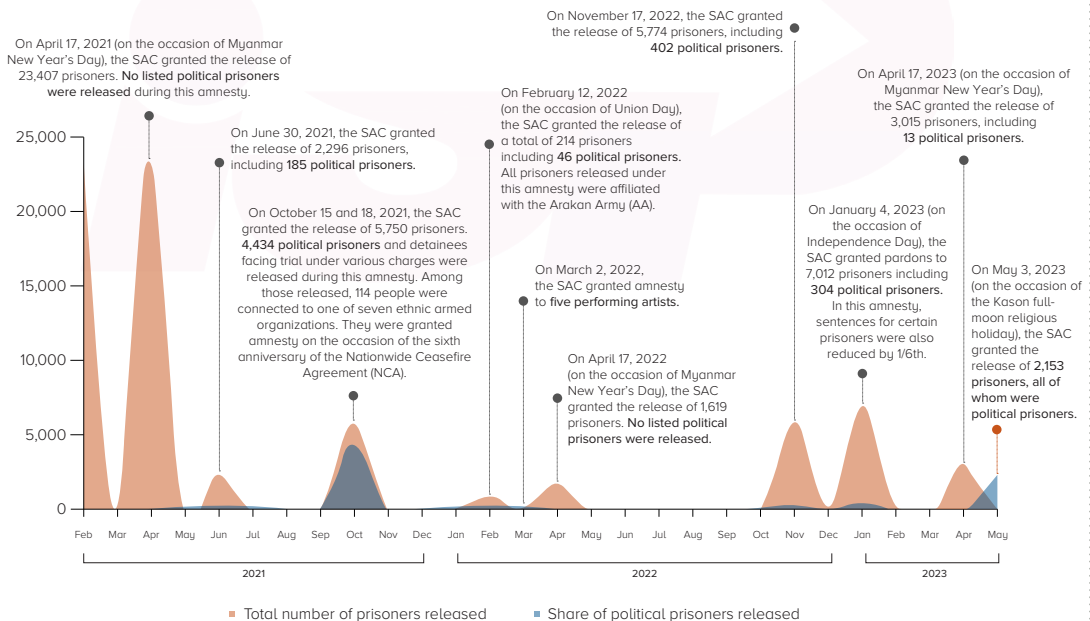 On April 17, 2021 (on the occasion of Myanmar
New Year's Day), the SAC granted the release of
23,407 prisoners. No listed political prisoners
were released during this amnesty.
On June 30, 2021, the SAC granted
the release of 2,296 prisoners,
including 185 political prisoners.
On October 15 and 18, 2021, the SAC
granted the release of 5,750 prisoners.
4,434 political prisoners and detainees
facing trial under various charges were
released during this amnesty. Among
those released, 114 people were
connected to one of seven ethnic armed
organizations. They were granted
amnesty on the occasion of the sixth
anniversary of the Nationwide Ceasefire
Agreement (NCA).
On February 12, 2022
(on the occasion of Union Day),
the SAC granted the release of
a total of 214 prisoners
including 46 political prisoners.
All prisoners released under
this amnesty were affiliated
with the Arakan Army (AA).
On March 2, 2022,
the SAC granted amnesty
to five performing artists.
On April 17, 2022
(on the occasion of Myanmar
New Year's Day), the SAC
granted the release of 1,619
prisoners. No listed political
prisoners were released.
On November 17, 2022, the SAC granted
the release of 5,774 prisoners, including
402 political prisoners.
On January 4, 2023 (on
the occasion of
Independence Day), the
SAC granted pardons to
7,012 prisoners including
304 political prisoners.
In this amnesty,
sentences for certain
prisoners were also
reduced by 1/6th.
On April 17, 2023 (on the occasion of
Myanmar New Year's Day),
the SAC granted the release of
3,015 prisoners, including
13 political prisoners.
On May 3, 2023
(on the occasion of
the Kason full-
moon religious
holiday), the SAC
granted the
release of 2,153
prisoners, all of
whom were
political prisoners.
25,000
20,000
15,000
10,000
5,000
0
Feb Mar Apr May Jun Jul Aug Sep Oct Nov Dec Jan Feb Mar Apr May Jun Jul Aug Sep Oct Nov Dec Jan Feb Mar Apr May
2021 2022 2023
Total number of prisoners released Share of political prisoners released